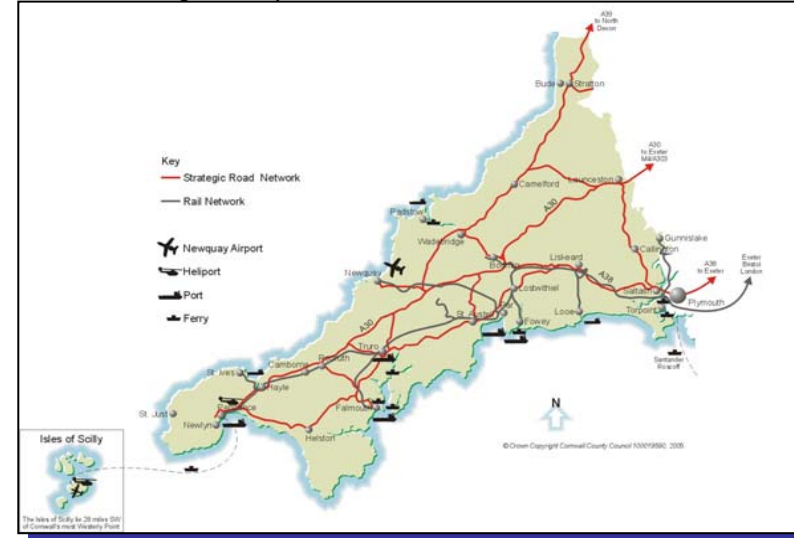 A39
to North
Devon
Bude
Stratton
A30
to Exeter
M5/A303
Key
Strategic Road Network
Rail Network
Camelford
Launceston
A30
Padstow
Wadebridge
Gunnislake
Callington
Newquay Airport
Heliport
Port
Ferry
Newquay
Liskeard
A38
Lostwithiel
Saltash
A38
to Exeter
Exeter
Bristol
London
Plymouth
Torpoint
Par
St. Austell
Fowey
Looe
A30
Truro
Santander
Roscoff
St. Ives
Camborne
Redruth
Hayle
St. Just
Penzance
Newlyn
Falmouth
Helston
N
© Crown Copyright Cornwall County Council 100019590, 2005
Isles of Scilly
The Isles of Scilly lie 28 miles SW
of Cornwall's most Westerly Point